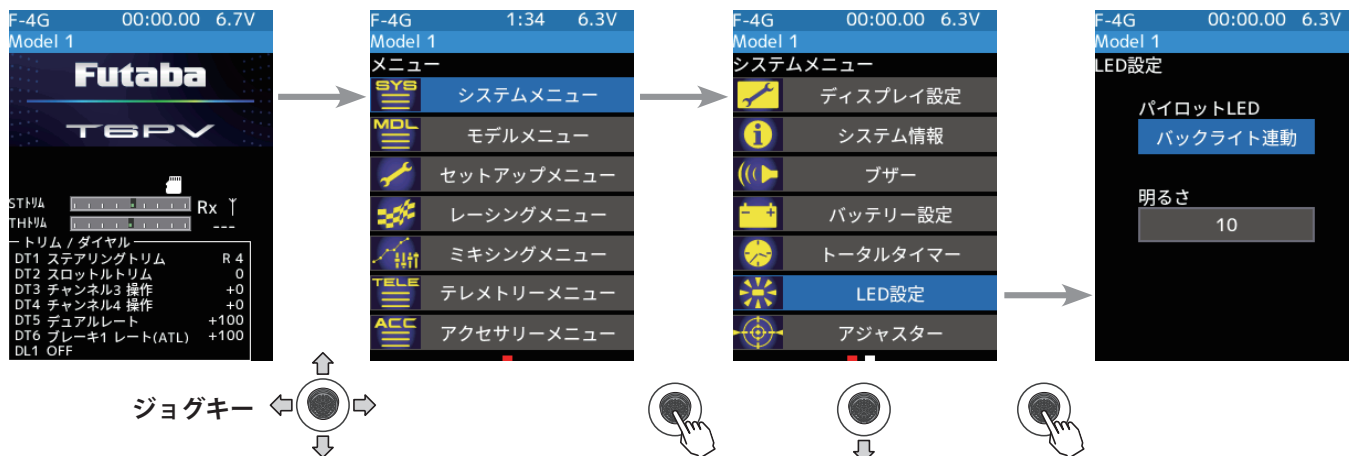 F-4G 00:00.00 6.7V
Model 1
Futaba
T6PV
STトリム
Rx
THトリム
---
トリム / ダイヤル
DT1 ステアリングトリム R 4
DT2 スロットルトリム 0
DT3 チャンネル3 操作 +0
DT4 チャンネル4 操作 +0
DT5 デュアルレート +100
DT6 ブレーキ1 レート(ATL) +100
DL1 OFF
F-4G 1:34 6.3V
Model 1
メニュー
SYS システムメニュー
MDL モデルメニュー
セットアップメニュー
レーシングメニュー
ミキシングメニュー
TELE テレメトリーメニュー
ACC アクセサリーメニュー
F-4G 00:00.00 6.3V
Model 1
システムメニュー
ディスプレイ設定
システム情報
ブザー
バッテリー設定
トータルタイマー
LED設定
アジャスター
F-4G 00:00.00 6.3V
Model 1
LED設定
パイロットLED
バックライト連動
明るさ
10
ジョグキー